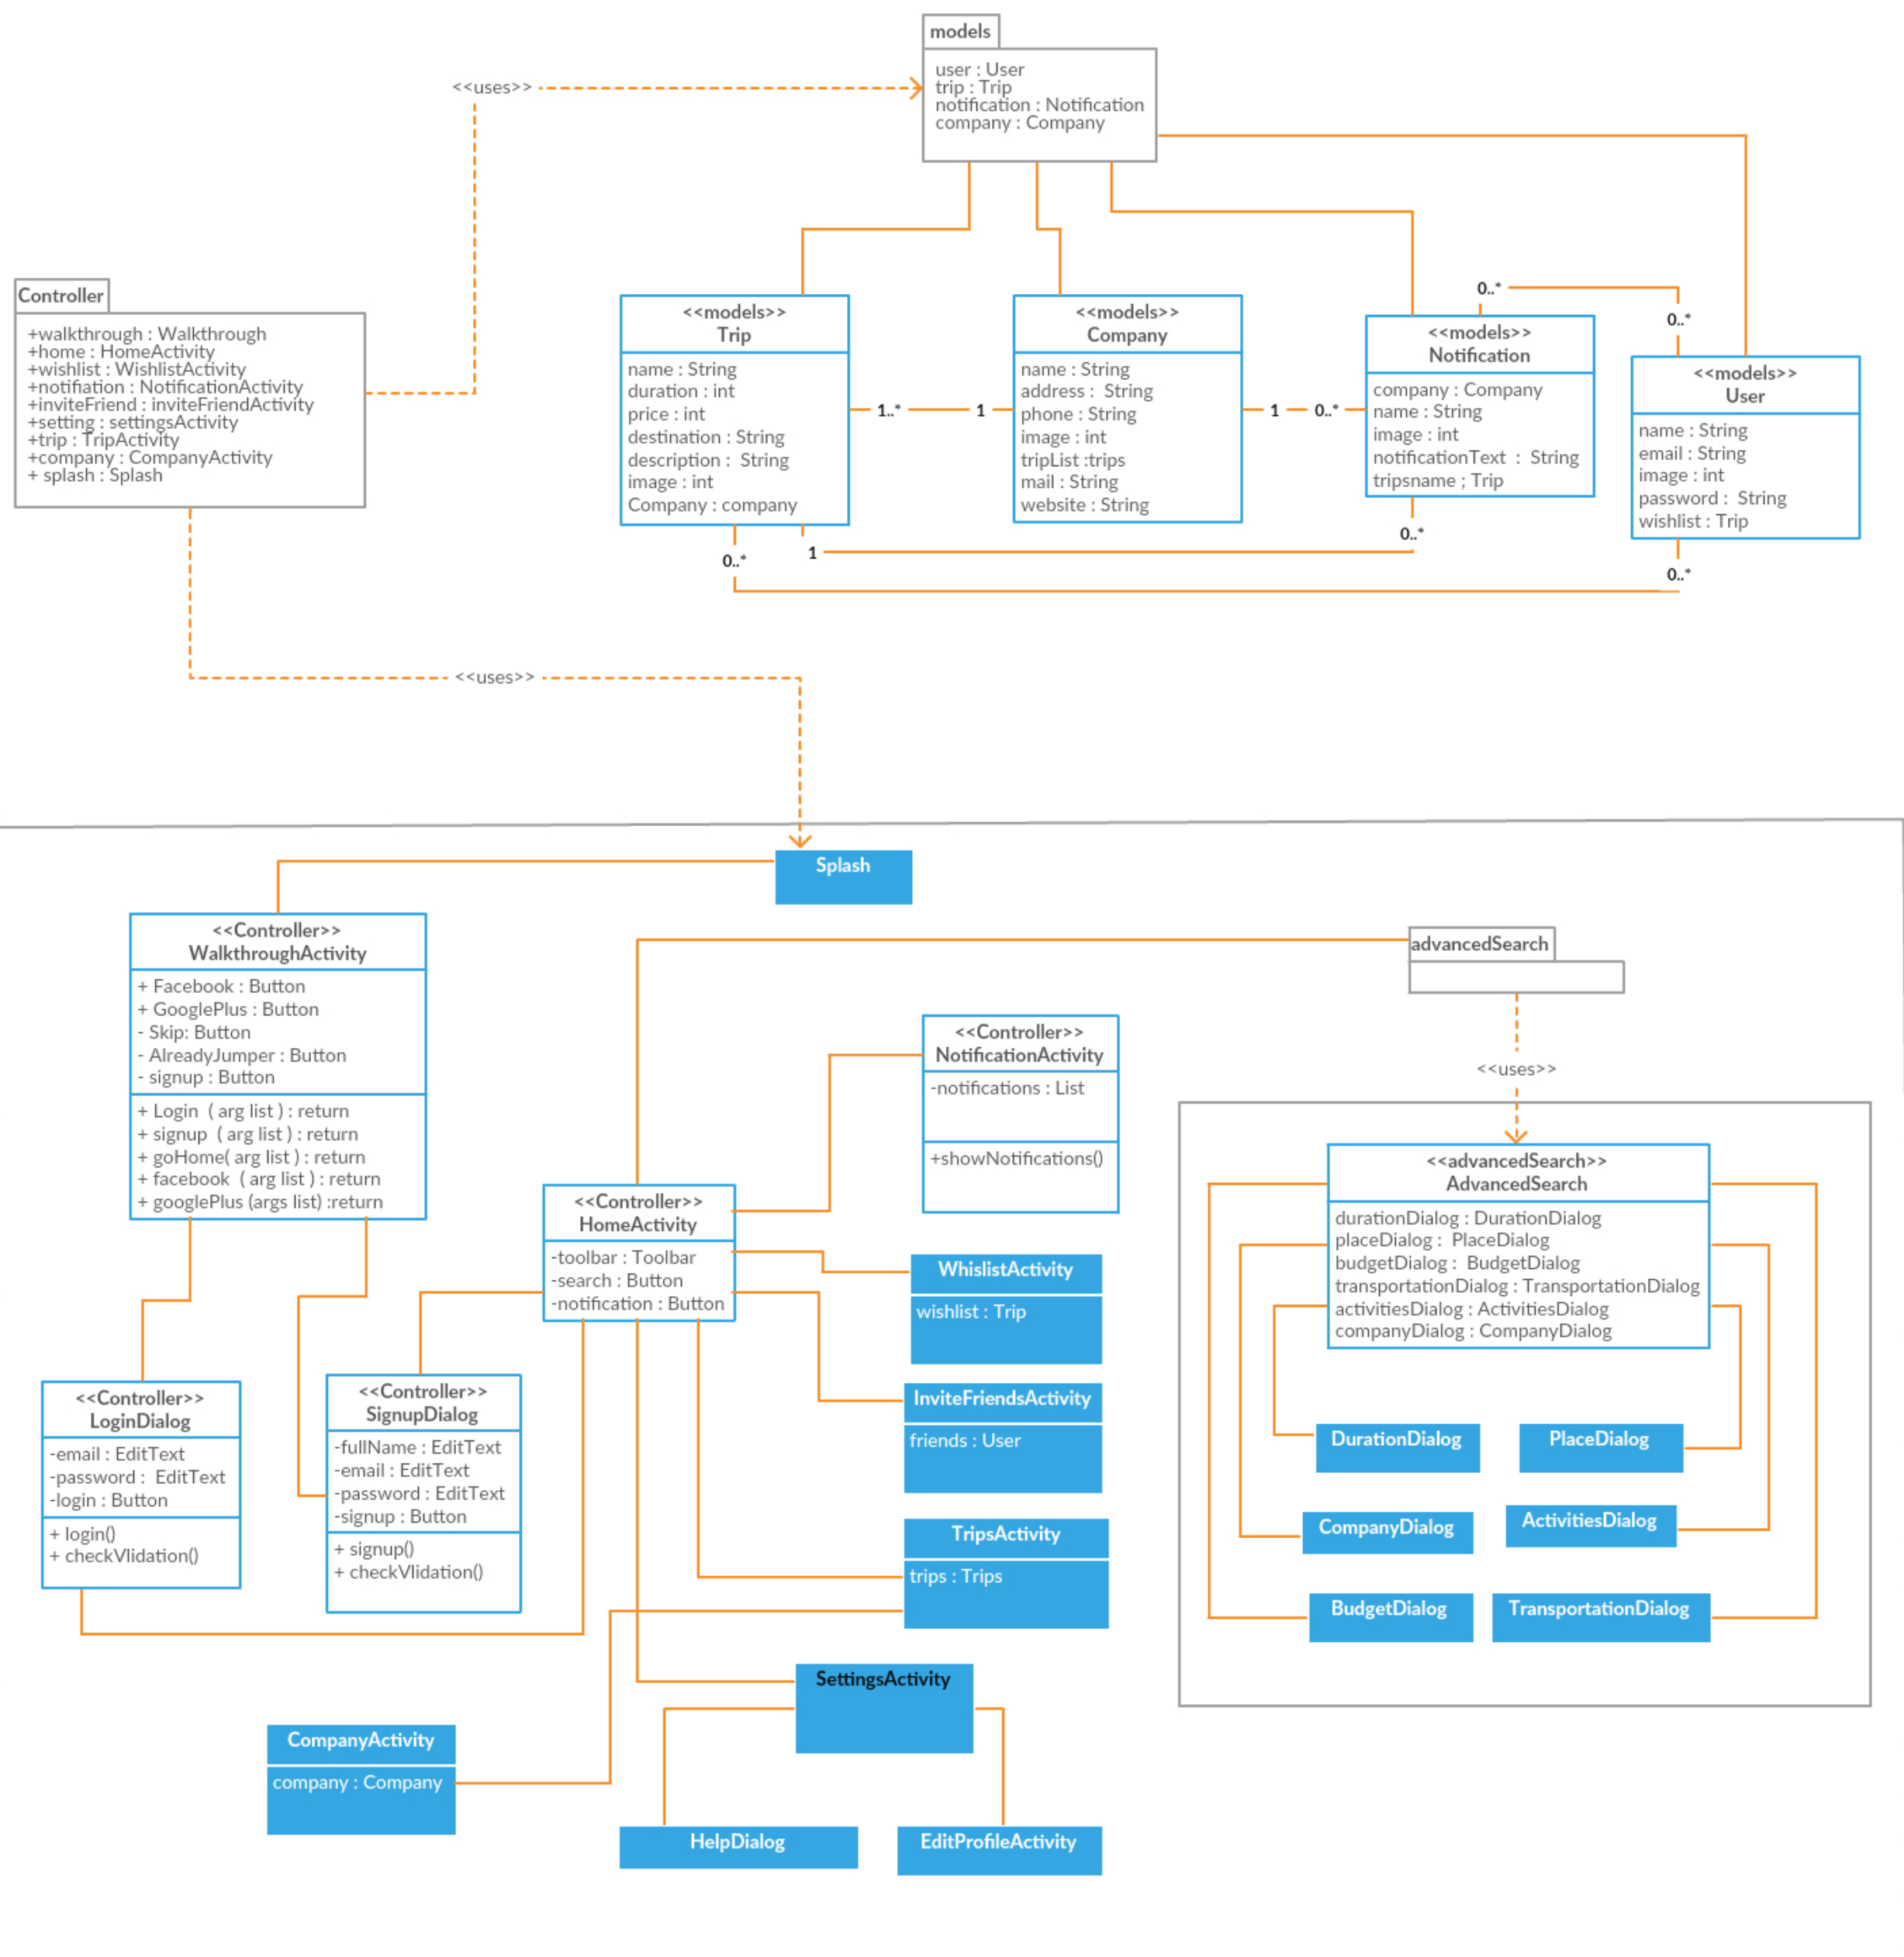 models
user : User
trip : Trip
notification : Notification
company : Company
<<uses>>
Controller
+walkthrough : Walkthrough
+home : HomeActivity
+wishlist : WishlistActivity
+notifiation : NotificationActivity
+inviteFriend : inviteFriendActivity
+setting : settingsActivity
+trip : TripActivity
+company : CompanyActivity
+ splash : Splash
<<models>>
Trip
name : String
duration : int
price : int
destination : String
description : String
image : int
Company : company
1..*
1
<<models>>
Company
name : String
address : String
phone : String
image : int
tripList :trips
mail : String
website : String
1
0..*
<<models>>
Notification
company : Company
name : String
image : int
notificationText : String
tripsname ; Trip
0..*
0..*
<<models>>
User
name : String
email : String
image : int
password : String
wishlist : Trip
0..*
1
0..*
0..*
<<uses>>
Splash
<<Controller>>
WalkthroughActivity
+ Facebook : Button
+ GooglePlus : Button
- Skip: Button
- AlreadyJumper : Button
- signup : Button
+ Login ( arg list ) : return
+ signup ( arg list ) : return
+ goHome( arg list ) : return
+ facebook ( arg list ) : return
+ googlePlus (args list) :return
advancedSearch
<<uses>>
<<Controller>>
NotificationActivity
-notifications : List
+showNotifications()
<<Controller>>
HomeActivity
-toolbar : Toolbar
-search : Button
-notification : Button
WhislistActivity
wishlist : Trip
InviteFriendsActivity
friends : User
TripsActivity
trips : Trips
<<advancedSearch>>
AdvancedSearch
durationDialog : DurationDialog
placeDialog : PlaceDialog
budgetDialog : BudgetDialog
transportationDialog : TransportationDialog
activitiesDialog : ActivitiesDialog
companyDialog : CompanyDialog
DurationDialog
PlaceDialog
CompanyDialog
ActivitiesDialog
BudgetDialog
TransportationDialog
<<Controller>>
LoginDialog
-email : EditText
-password : EditText
-login : Button
+ login()
+ checkVlidation()
<<Controller>>
SignupDialog
-fullName : EditText
-email : EditText
-password : EditText
-signup : Button
+ signup()
+ checkVlidation()
SettingsActivity
CompanyActivity
company : Company
HelpDialog
EditProfileActivity